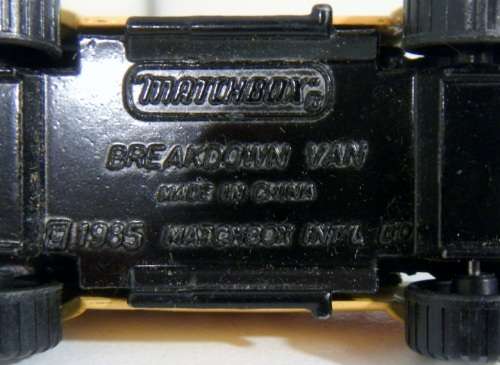 MATCHBOX®
BREAKDOWN VAN
MADE IN CHINA
© 1985 MATCHBOX INT'L LTD